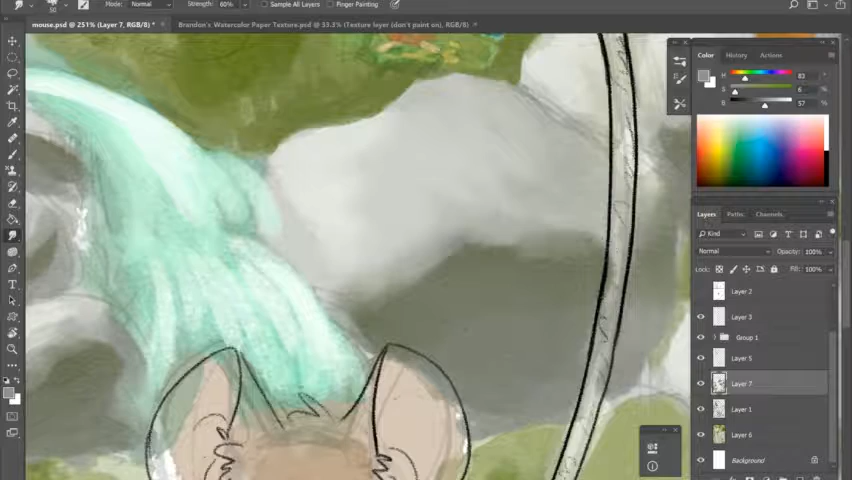 Mode: Normal Strength: 60% Sample All Layers Finger Painting
50
mouse.psd @ 251% (Layer 7, RGB/8) * ×
Brandon's Watercolor Paper Texture.psd @ 33.3% (Texture layer (don't paint on), RGB/8) *
Color History Actions
H 83 °
S 6 %
B 57 %
Layers Paths Channels
Kind
Normal Opacity: 100%
Lock: Fill: 100%
Layer 2
Layer 3
Group 1
Layer 5
Layer 7
Layer 1
Layer 6
Background